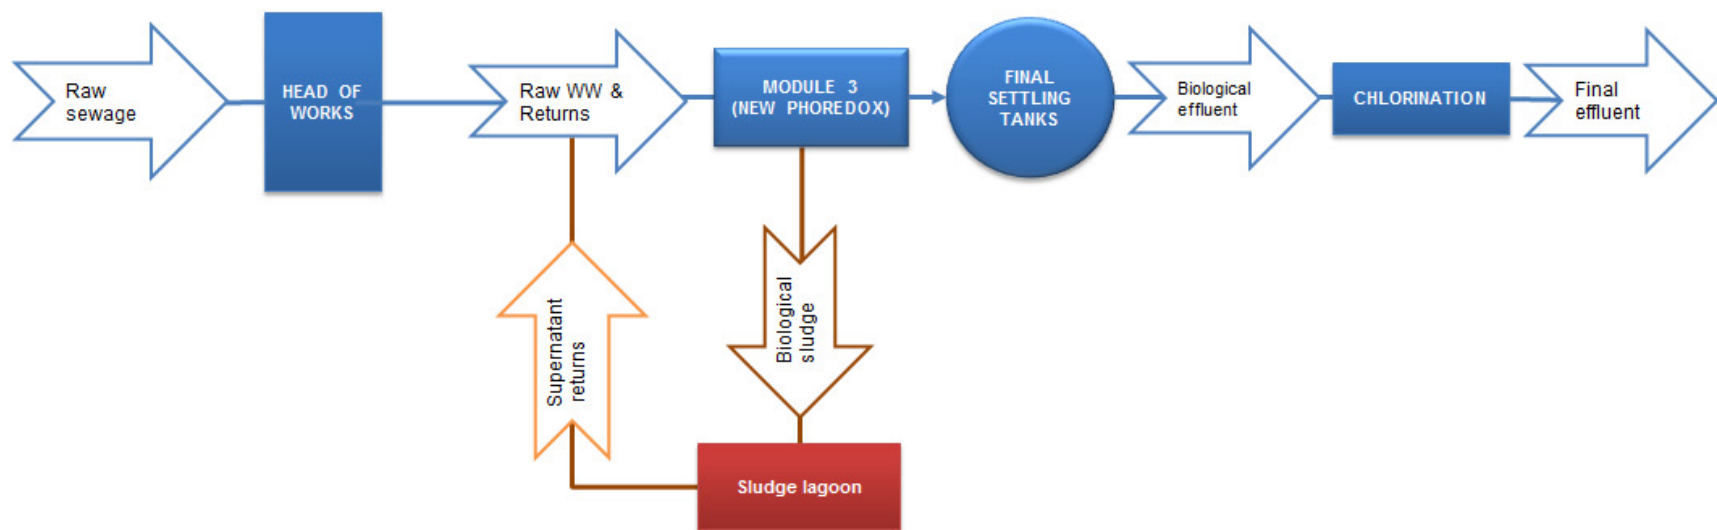 Raw
sewage
HEAD OF
WORKS
Raw WW &
Returns
MODULE 3
(NEW PHOREDOX)
FINAL
SETTLING
TANKS
Biological
effluent
CHLORINATION
Final
effluent
Supernatant
returns
Biological
sludge
Sludge lagoon